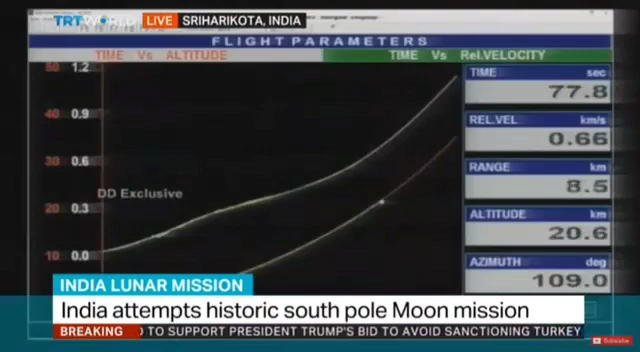 TRT WORLD LIVE SRIHARIKOTA, INDIA
FLIGHT PARAMETERS
TIME Vs ALTITUDE TIME Vs Rel.VELOCITY
50 1.2
40 0.9
30 0.6
20 0.3
10 0.0
DD Exclusive
TIME sec
77.8
REL.VEL km/s
0.66
RANGE km
8.5
ALTITUDE km
20.6
AZIMUTH deg
109.0
INDIA LUNAR MISSION
India attempts historic south pole Moon mission
BREAKING TO SUPPORT PRESIDENT TRUMP'S BID TO AVOID SANCTIONING TURKEY
Subscribe